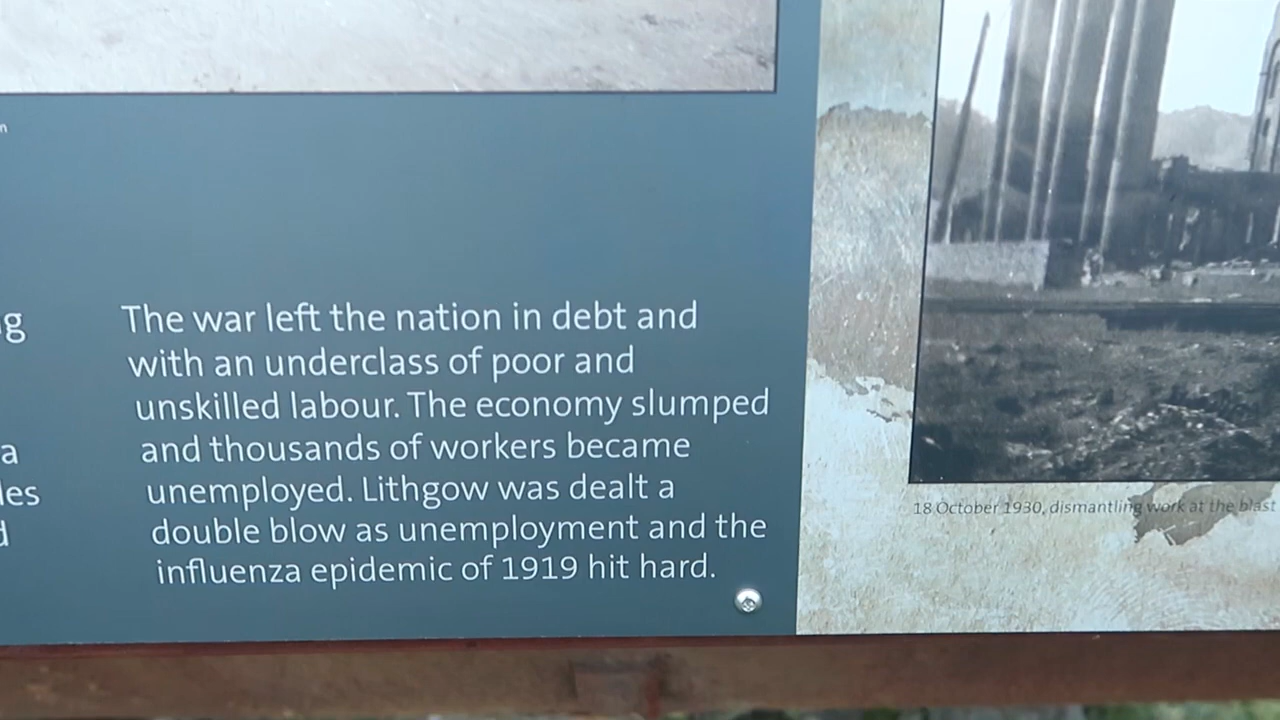 The war left the nation in debt and
with an underclass of poor and
unskilled labour. The economy slumped
and thousands of workers became
unemployed. Lithgow was dealt a
double blow as unemployment and the
influenza epidemic of 1919 hit hard.
18 October 1930, dismantling work at the blast